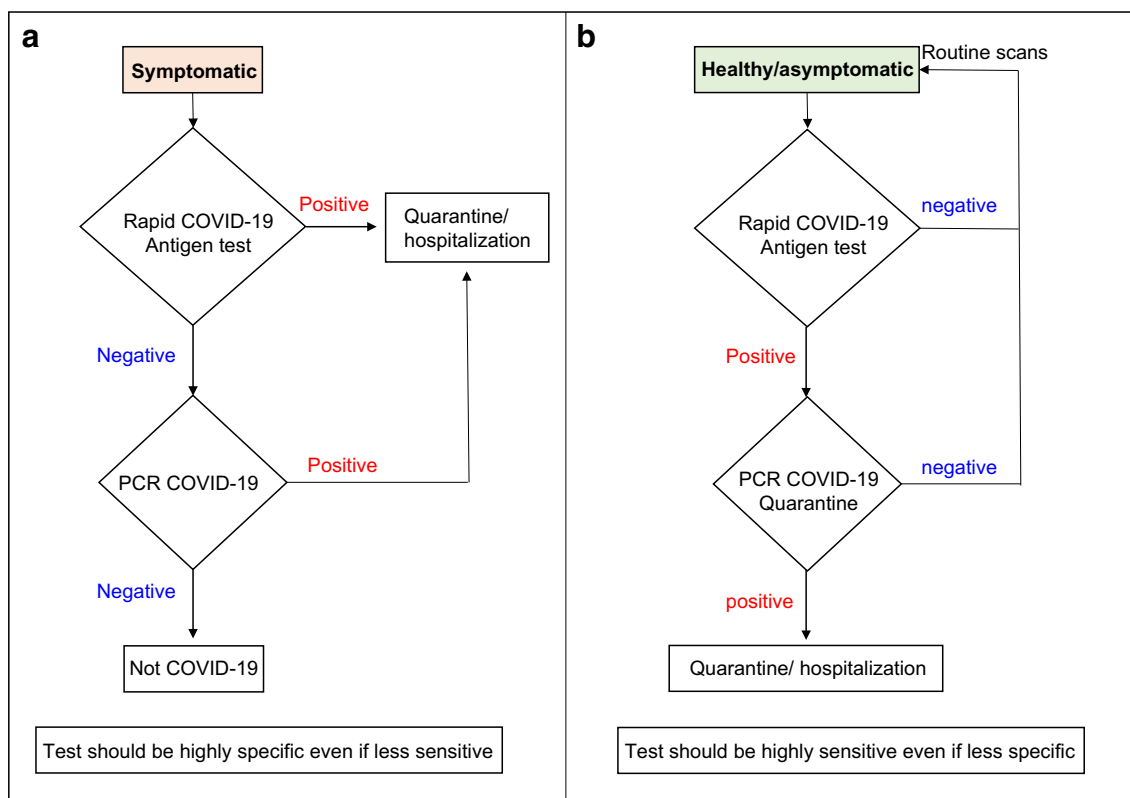 a
Symptomatic
Rapid COVID-19
Antigen test
Positive
Quarantine/
hospitalization
Negative
PCR COVID-19
Positive
Negative
Not COVID-19
Test should be highly specific even if less sensitive
b
Healthy/asymptomatic
Routine scans
Rapid COVID-19
Antigen test
negative
Positive
PCR COVID-19
Quarantine
negative
positive
Quarantine/ hospitalization
Test should be highly sensitive even if less specific